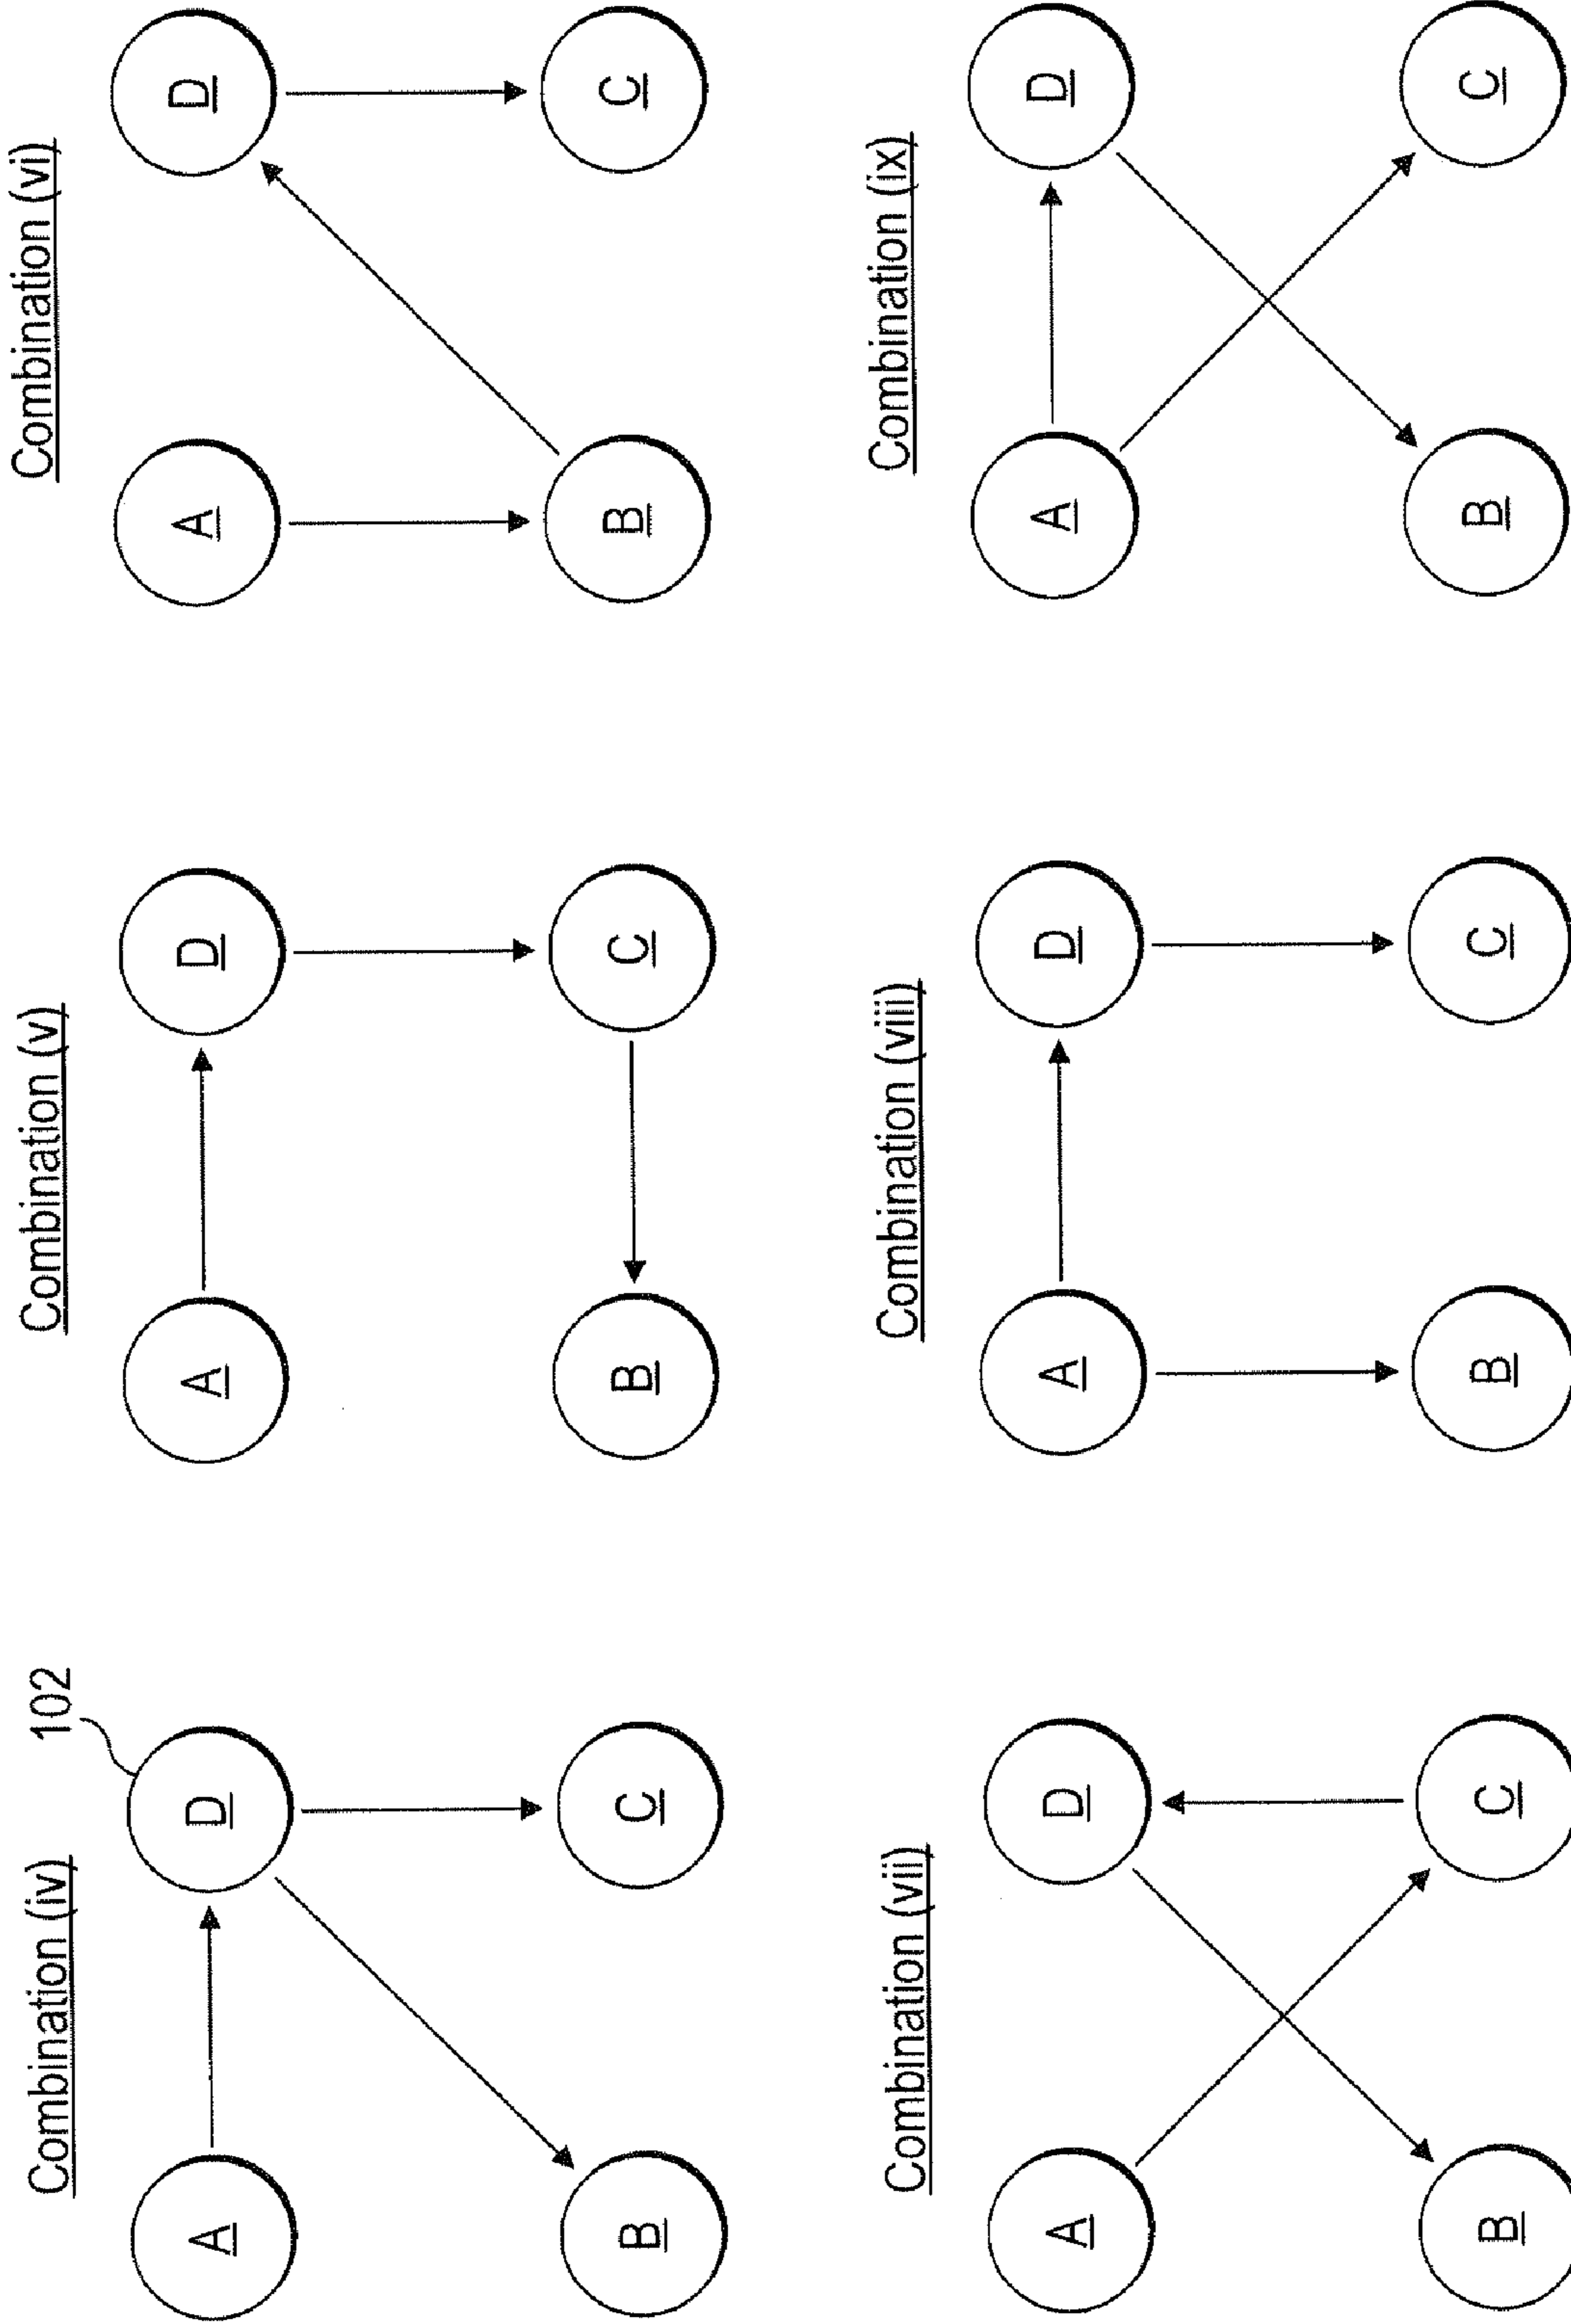 Combination (iv)
102
A
D
B
C
Combination (v)
A
D
B
C
Combination (vi)
A
D
B
C
Combination (vii)
A
D
B
C
Combination (viii)
A
D
B
C
Combination (ix)
A
D
B
C